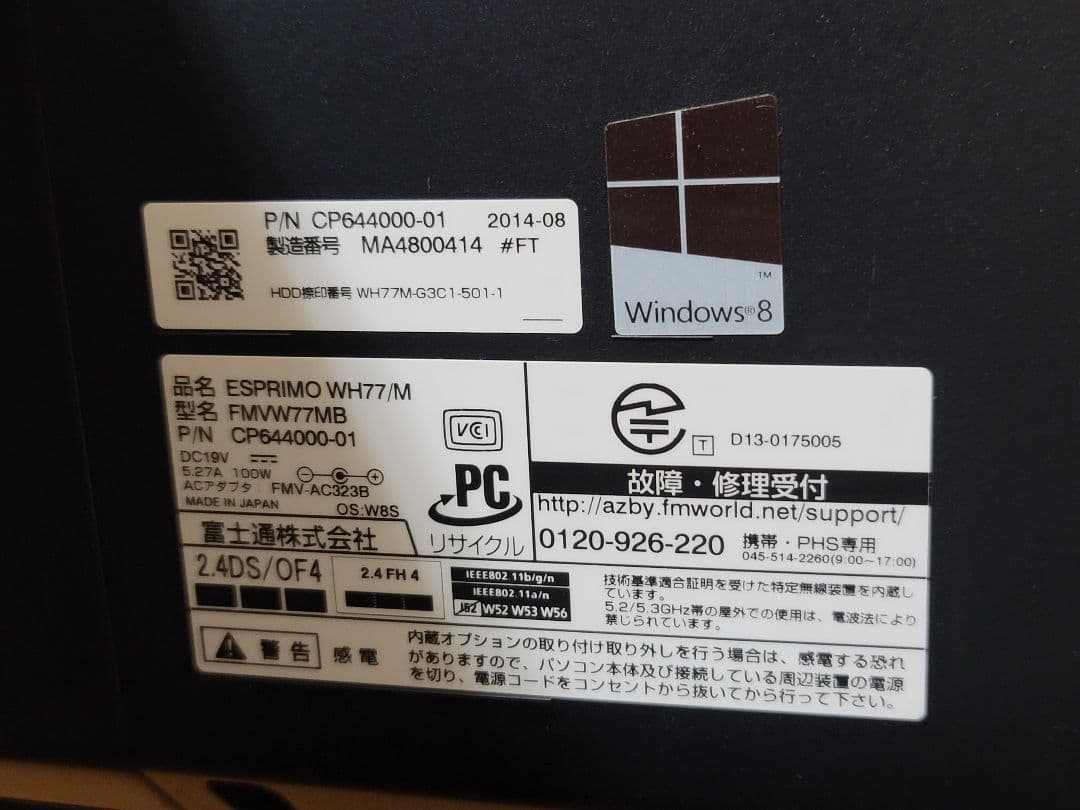 P/N CP644000-01 2014-08
製造番号 MA4800414 #FT
HDD捺印番号 WH77M-G3C1-501-1
TM
Windows®8
品名 ESPRIMO WH77/M
型名 FMVW77MB
P/N CP644000-01
DC19V
5.27A 100W
ACアダプタ: FMV-AC323B
MADE IN JAPAN OS:W8S
富士通株式会社
VCI
PC
リサイクル
T D13-0175005
故障・修理受付
http://azby.fmworld.net/support/
0120-926-220 携帯・PHS専用
045-514-2260(9:00~17:00)
2.4DS/OF4
2.4 FH 4
IEEE802.11b/g/n
IEEE802.11a/n
J52 W52 W53 W56
技術基準適合証明を受けた特定無線装置を内蔵し
ています。
5.2/5.3GHz帯の屋外での使用は、電波法により
禁じられています。
警告 感電
内蔵オプションの取り付け取り外しを行う場合は、感電する恐れ
がありますので、パソコン本体及び接続している周辺装置の電源
を切り、電源コードをコンセントから抜いてから行って下さい。